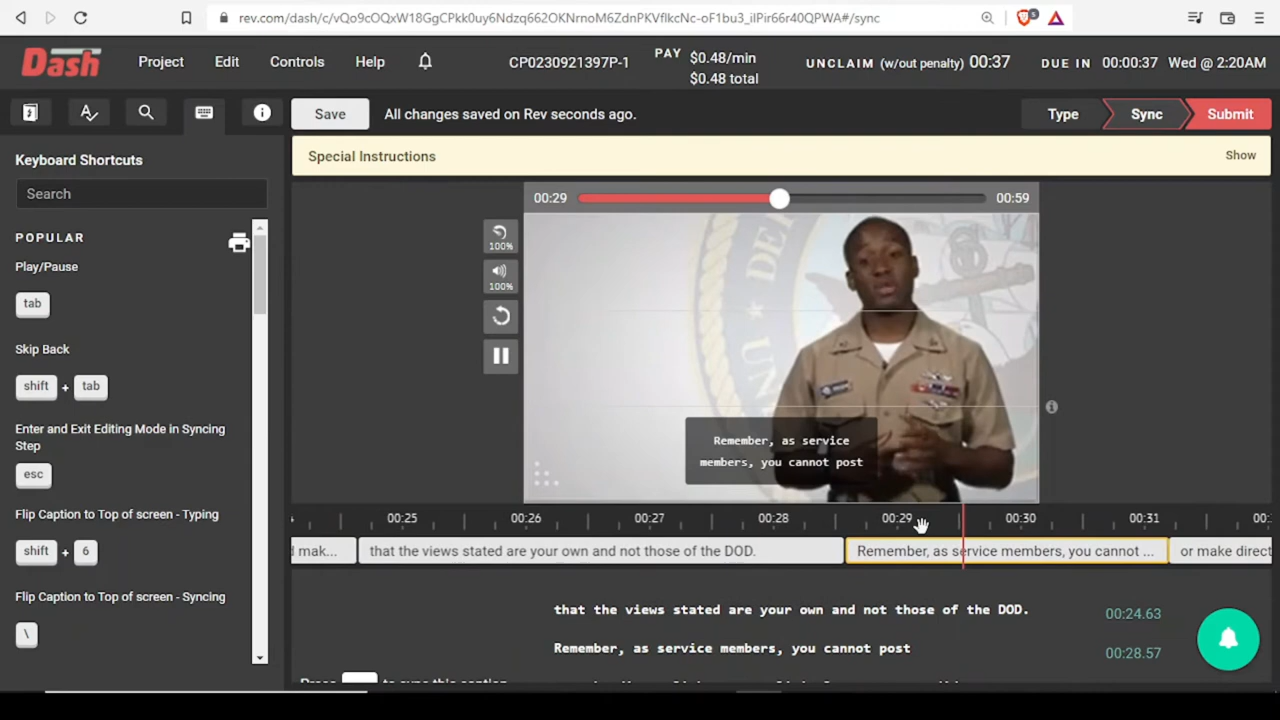 rev.com/dash/c/vQo9cOQxW18GgCPkk0uy6Ndzq662OKNrnoM6ZdnPKVflkcNc-oF1bu3_ilPir66r40QPWA#/sync
5
Dash
Project
Edit
Controls
Help
CP0230921397P-1
PAY
$0.48/min
$0.48 total
UNCLAIM (w/out penalty) 00:37
DUE IN 00:00:37 Wed @ 2:20AM
Save
All changes saved on Rev seconds ago.
Type
Sync
Submit
Special Instructions
Show
Keyboard Shortcuts
Search
POPULAR
Play/Pause
tab
Skip Back
shift + tab
Enter and Exit Editing Mode in Syncing
Step
esc
Flip Caption to Top of screen - Typing
shift + 6
Flip Caption to Top of screen - Syncing
\
00:29
00:59
100%
100%
Remember, as service
members, you cannot post
00:25 00:26 00:27 00:28 00:29 00:30 00:31 00:
d mak...
that the views stated are your own and not those of the DOD.
Remember, as service members, you cannot ...
or make direct
that the views stated are your own and not those of the DOD. 00:24.63
Remember, as service members, you cannot post 00:28.57